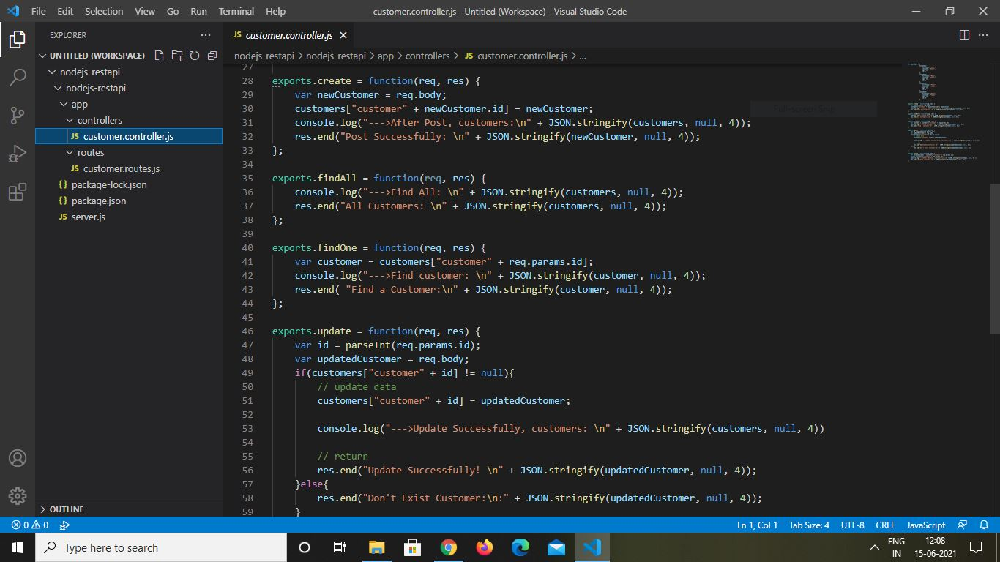 File Edit Selection View Go Run Terminal Help customer.controller.js - Untitled (Workspace) - Visual Studio Code
EXPLORER
UNTITLED (WORKSPACE)
nodejs-restapi
nodejs-restapi
app
controllers
JS customer.controller.js
routes
JS customer.routes.js
{} package-lock.json
{} package.json
JS server.js
OUTLINE
JS customer.controller.js
nodejs-restapi > nodejs-restapi > app > controllers > JS customer.controller.js > ...
27
28 exports.create = function(req, res) {
29 var newCustomer = req.body;
30 customers["customer" + newCustomer.id] = newCustomer;
Full-screen Snip
31 console.log("--->After Post, customers:\n" + JSON.stringify(customers, null, 4));
32 res.end("Post Successfully: \n" + JSON.stringify(newCustomer, null, 4));
33 };
34
35 exports.findAll = function(req, res) {
36 console.log("--->Find All: \n" + JSON.stringify(customers, null, 4));
37 res.end("All Customers: \n" + JSON.stringify(customers, null, 4));
38 };
39
40 exports.findOne = function(req, res) {
41 var customer = customers["customer" + req.params.id];
42 console.log("--->Find customer: \n" + JSON.stringify(customer, null, 4));
43 res.end( "Find a Customer:\n" + JSON.stringify(customer, null, 4));
44 };
45
46 exports.update = function(req, res) {
47 var id = parseInt(req.params.id);
48 var updatedCustomer = req.body;
49 if(customers["customer" + id] != null){
50 // update data
51 customers["customer" + id] = updatedCustomer;
52
53 console.log("--->Update Successfully, customers: \n" + JSON.stringify(customers, null, 4))
54
55 // return
56 res.end("Update Successfully! \n" + JSON.stringify(updatedCustomer, null, 4));
57 }else{
58 res.end("Don't Exist Customer:\n:" + JSON.stringify(updatedCustomer, null, 4));
59 }
0 0
Ln 1, Col 1 Tab Size: 4 UTF-8 CRLF JavaScript
Type here to search
ENG
IN
12:08
15-06-2021